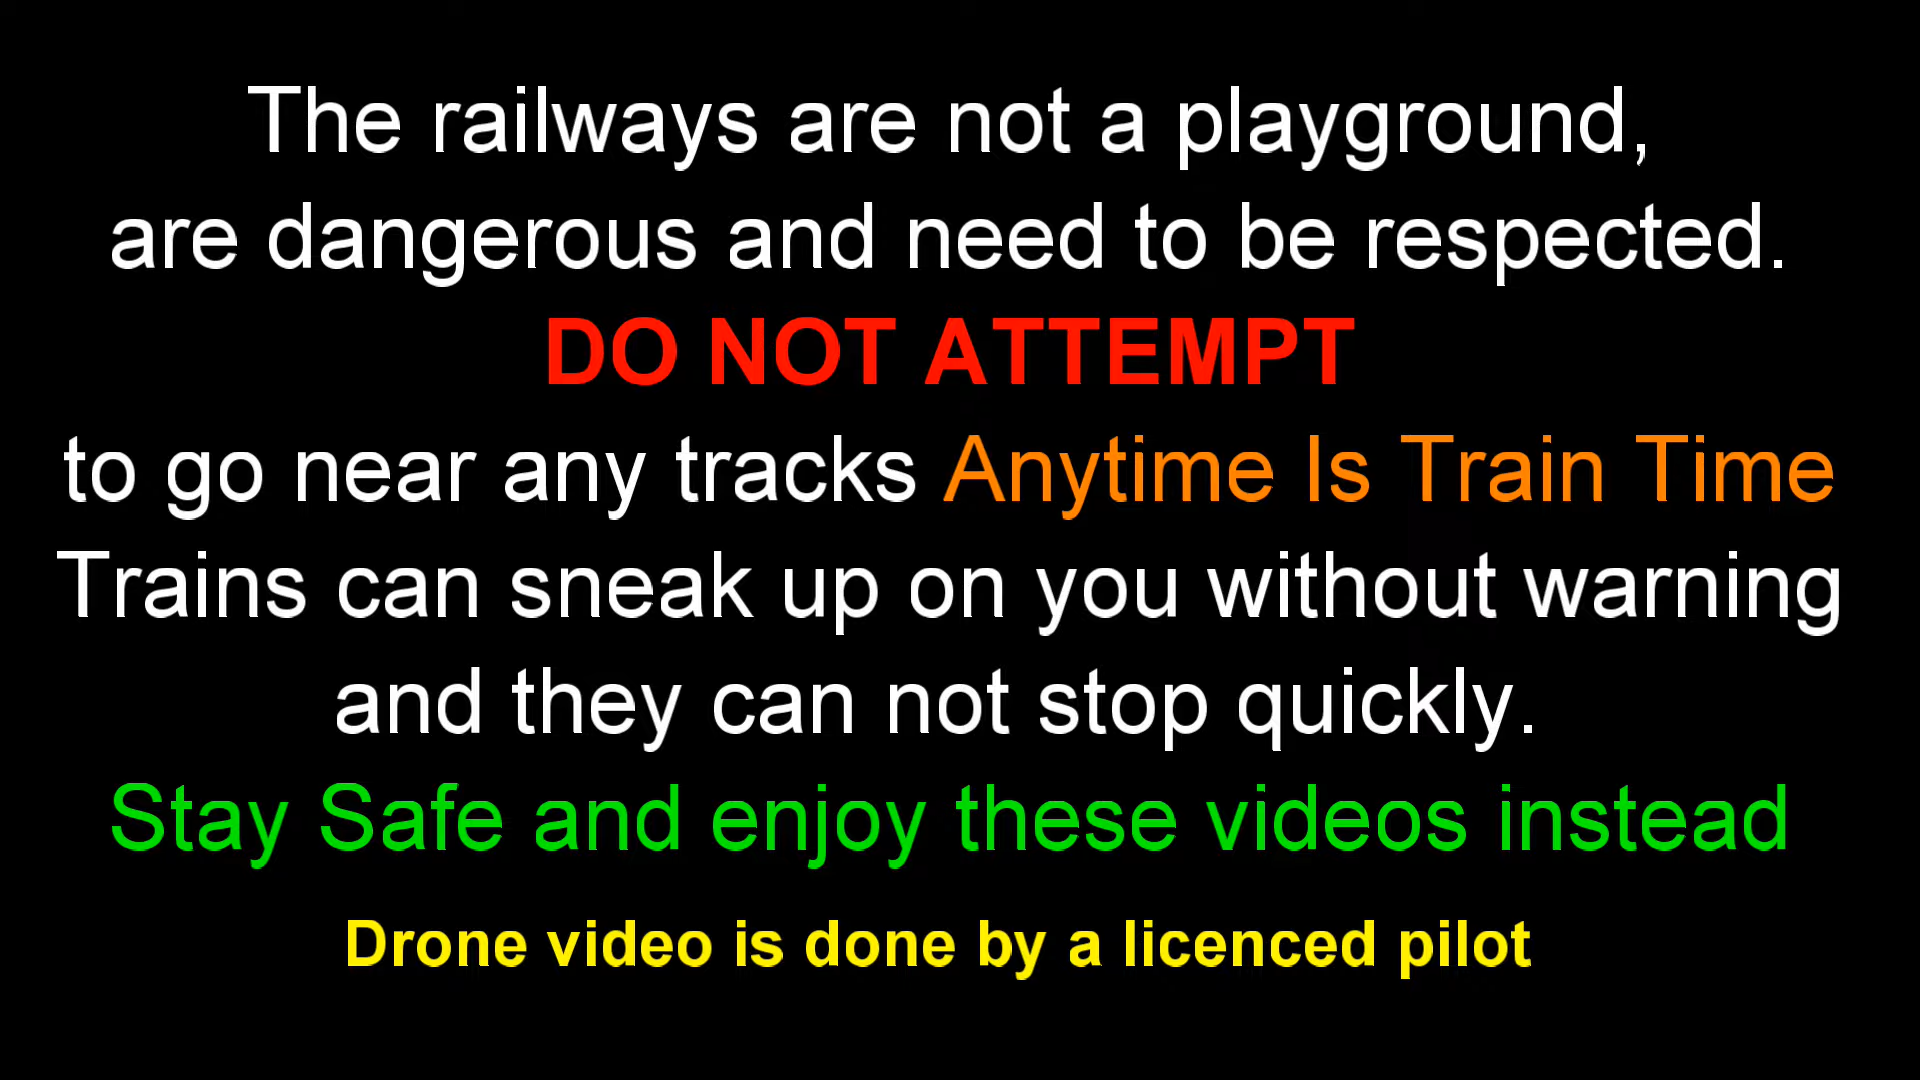 The railways are not a playground,
are dangerous and need to be respected.
DO NOT ATTEMPT
to go near any tracks Anytime Is Train Time
Trains can sneak up on you without warning
and they can not stop quickly.
Stay Safe and enjoy these videos instead
Drone video is done by a licenced pilot